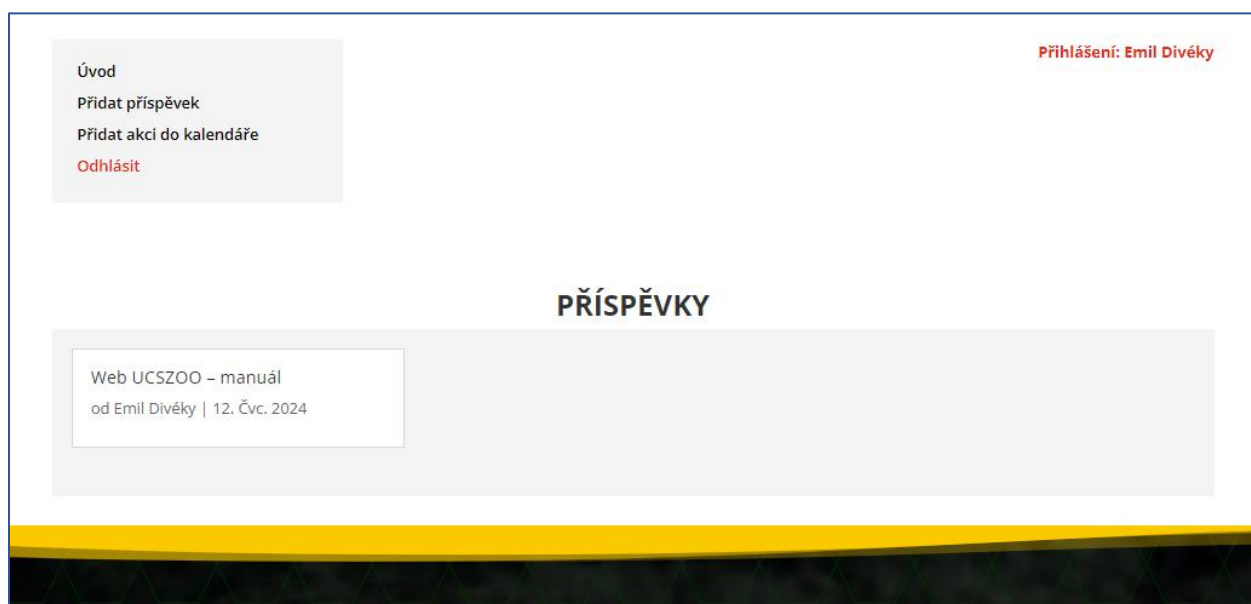 Přihlášení: Emil Divéky
Úvod
Přidat příspěvek
Přidat akci do kalendáře
Odhlásit
PŘÍSPĚVKY
Web UCSZOO – manuál
od Emil Divéky | 12. Čvc. 2024